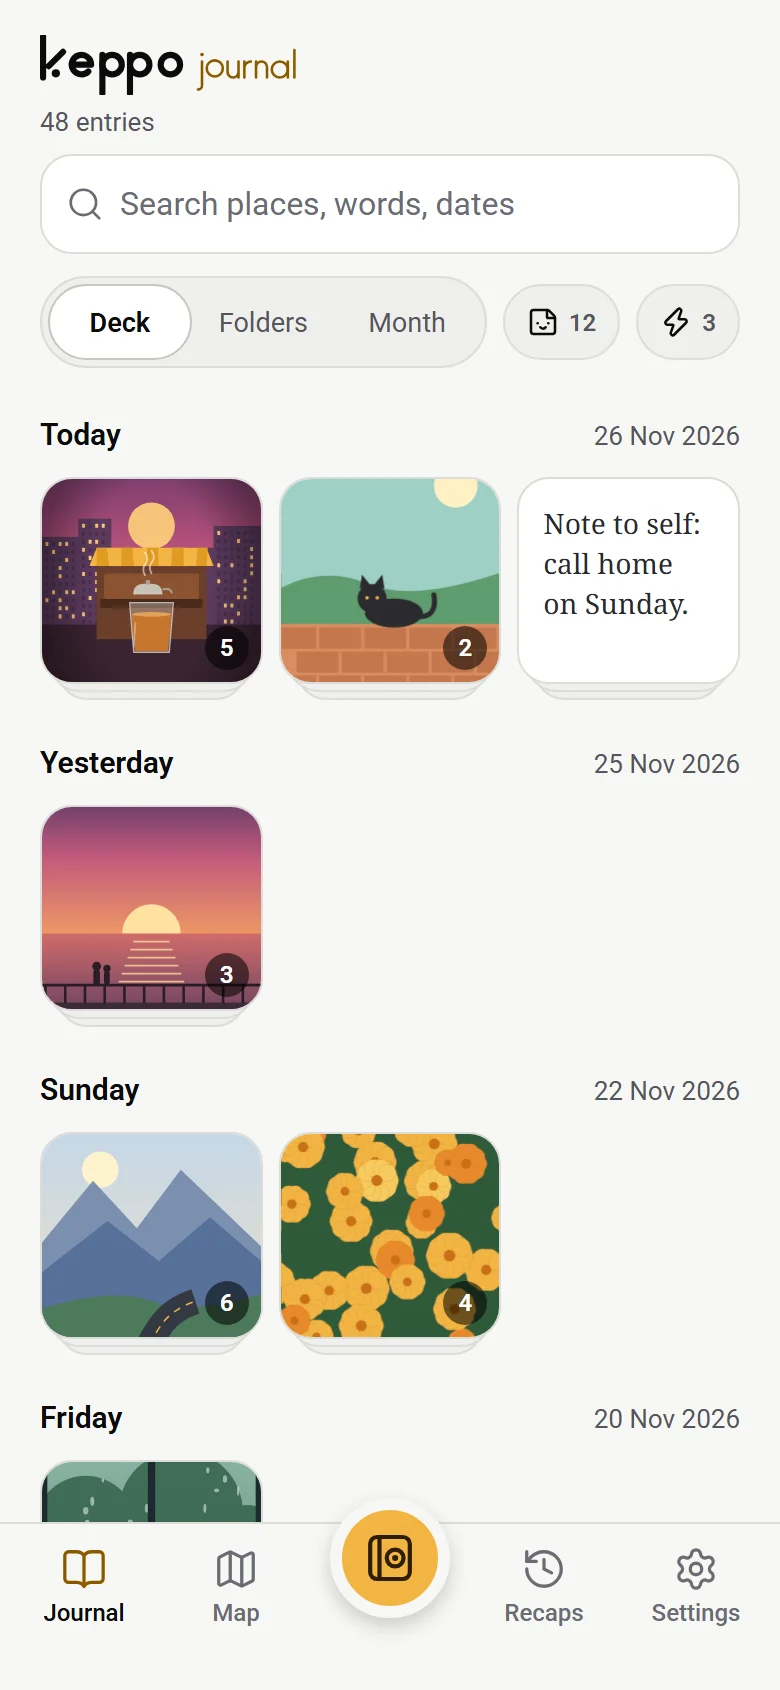 keppo journal
48 entries
Search places, words, dates
Deck
Folders
Month
12
3
Today
26 Nov 2026
5
2
Note to self:
call home
on Sunday.
Yesterday
25 Nov 2026
3
Sunday
22 Nov 2026
6
4
Friday
20 Nov 2026
Journal
Map
Recaps
Settings